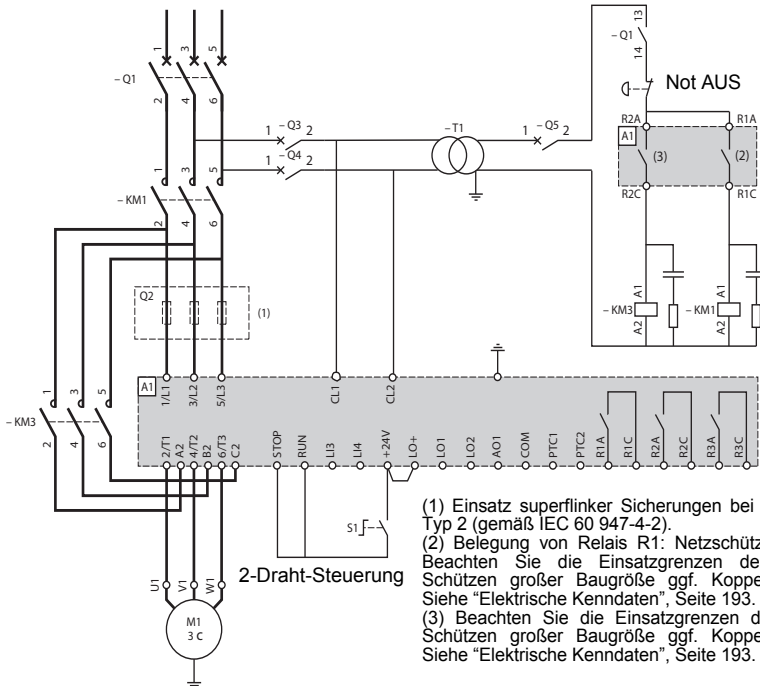 1 3 5
– Q1
2 4 6
13
– Q1
14
Not AUS
1 – Q3 2
1 – Q4 2
– T1
1 – Q5 2
R2A R1A
A1
(3) (2)
R2C R1C
1 3 5
– KM1
2 4 6
A1 A1
– KM3 – KM1
A2 A2
Q2
(1)
A1
1/L1 3/L2 5/L3 CL1 CL2
1 3 5
– KM3
2 4 6
2/T1 A2 4/T2 B2 6/T3 C2 STOP RUN LI3 LI4 +24V LO+ LO1 LO2 AO1 COM PTC1 PTC2 R1A R1C R2A R2C R3A R3C
S1
2-Draht-Steuerung
U1 V1 W1
M1
3 C
(1) Einsatz superflinker Sicherungen bei
Typ 2 (gemäß IEC 60 947-4-2).
(2) Belegung von Relais R1: Netzschütz
Beachten Sie die Einsatzgrenzen de
Schützen großer Baugröße ggf. Koppe
Siehe “Elektrische Kenndaten”, Seite 193.
(3) Beachten Sie die Einsatzgrenzen d
Schützen großer Baugröße ggf. Koppe
Siehe “Elektrische Kenndaten”, Seite 193.